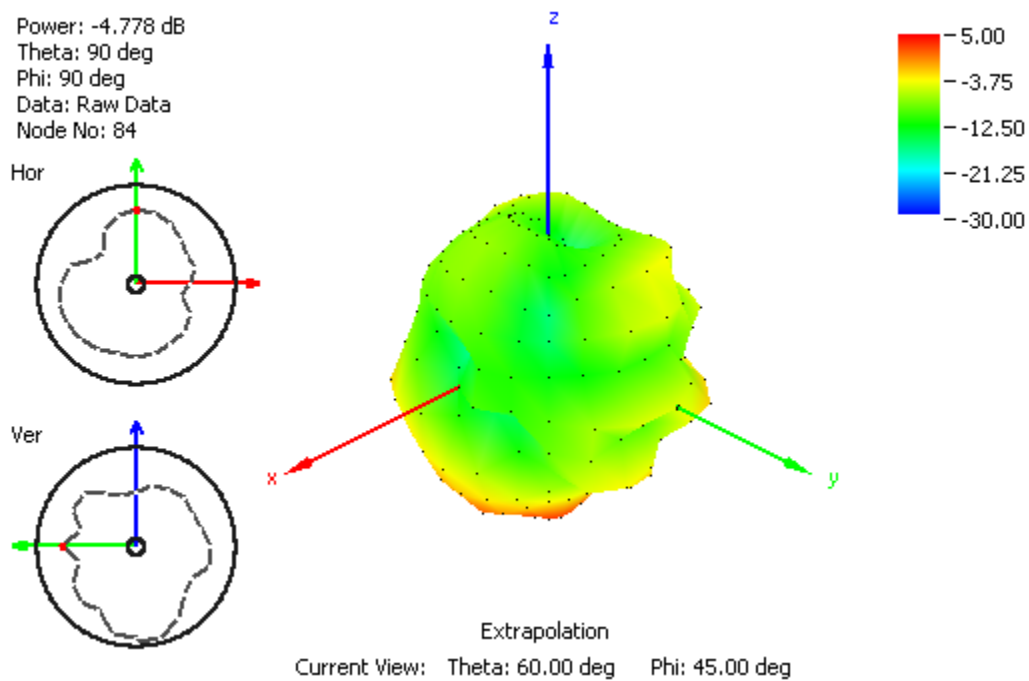 Power: -4.778 dB
Theta: 90 deg
Phi: 90 deg
Data: Raw Data
Node No: 84
Hor
Ver
z
x
y
5.00
-3.75
-12.50
-21.25
-30.00
Extrapolation
Current View: Theta: 60.00 deg Phi: 45.00 deg